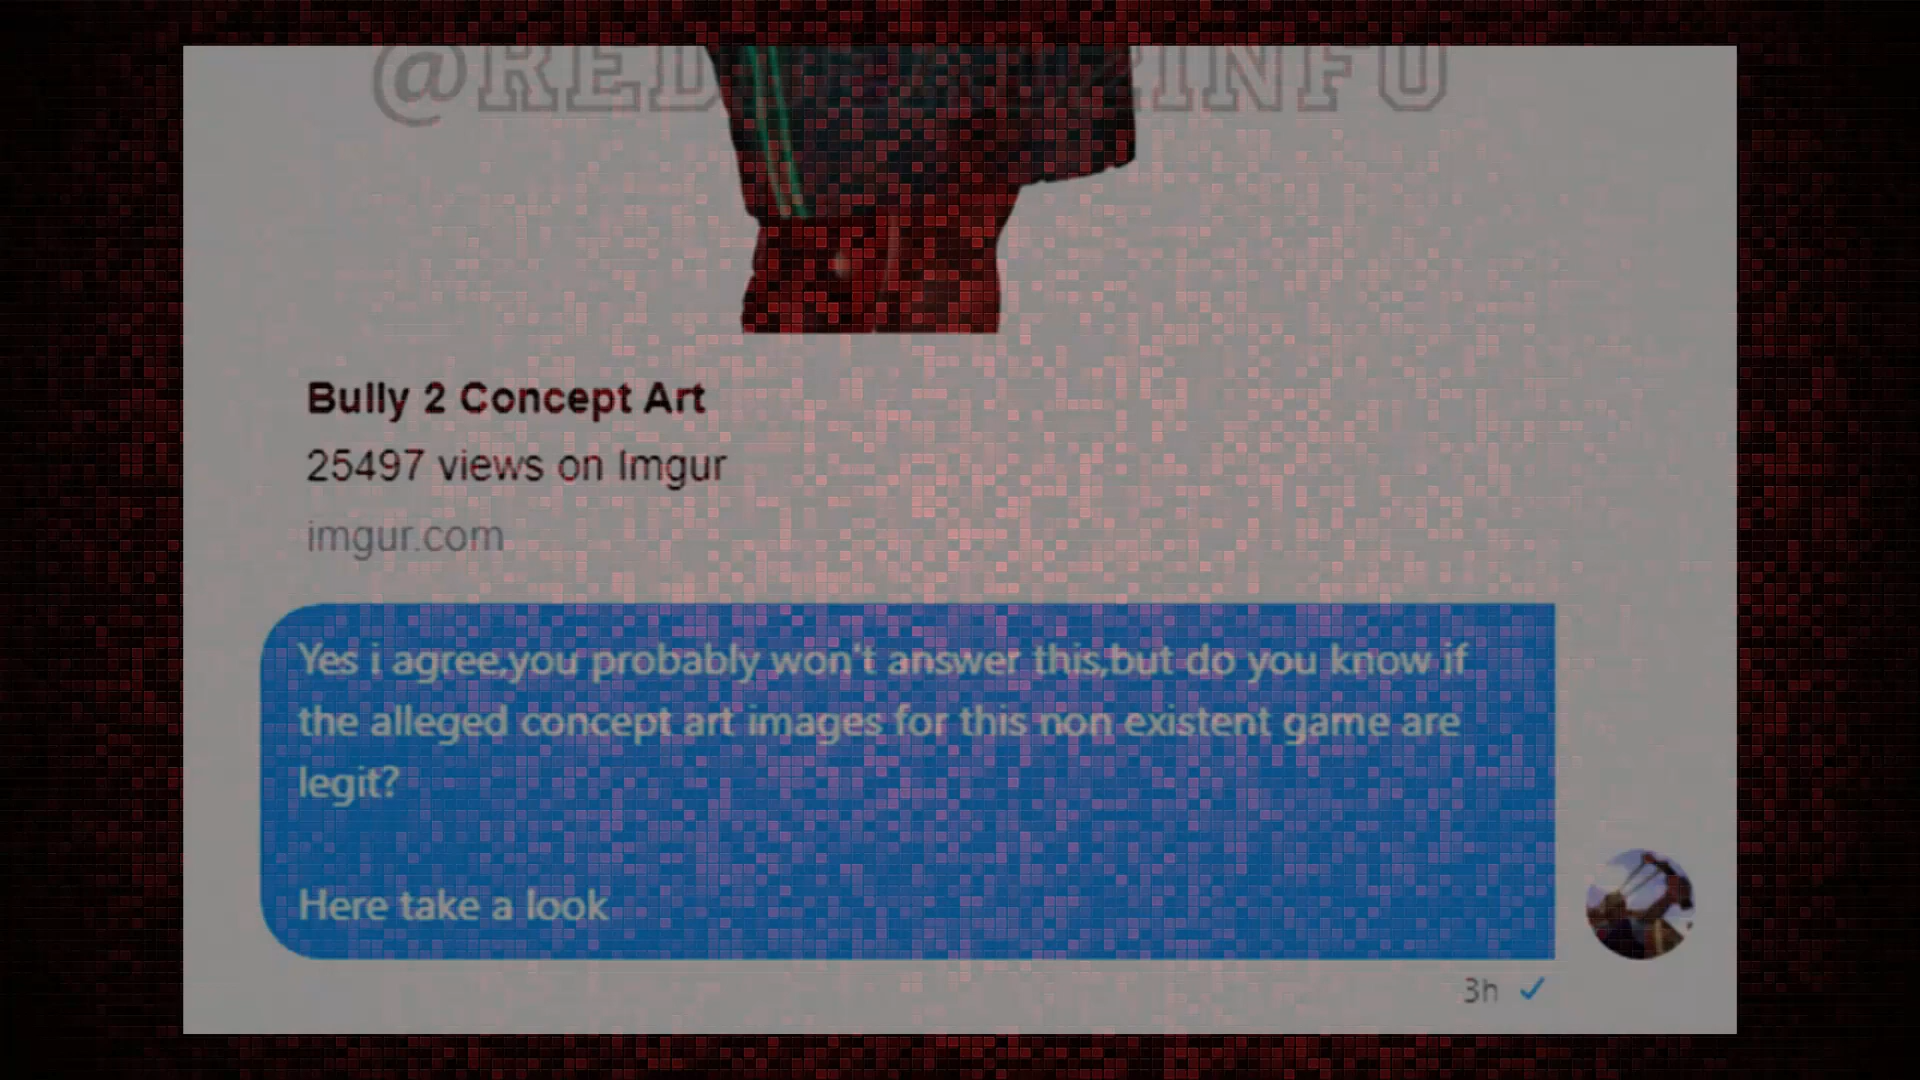 Bully 2 Concept Art
25497 views on Imgur
imgur.com
Yes i agree,you probably won't answer this,but do you know if
the alleged concept art images for this non existent game are
legit?
Here take a look
3h